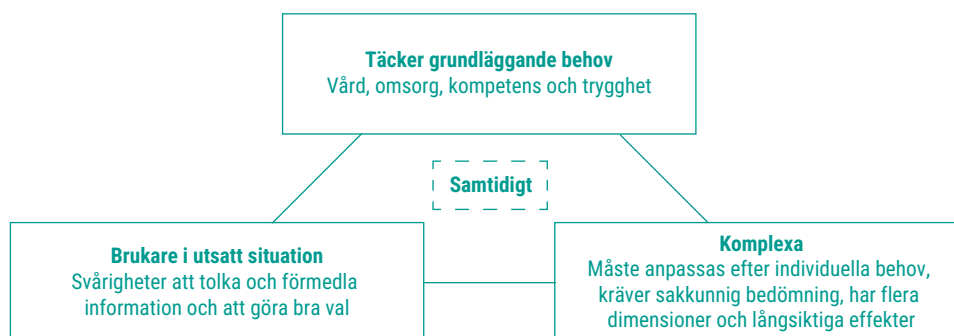 Täcker grundläggande behov
Vård, omsorg, kompetens och trygghet
Samtidigt
Brukare i utsatt situation
Svårigheter att tolka och förmedla
information och att göra bra val
Komplexa
Måste anpassas efter individuella behov,
kräver sakkunnig bedömning, har flera
dimensioner och långsiktiga effekter